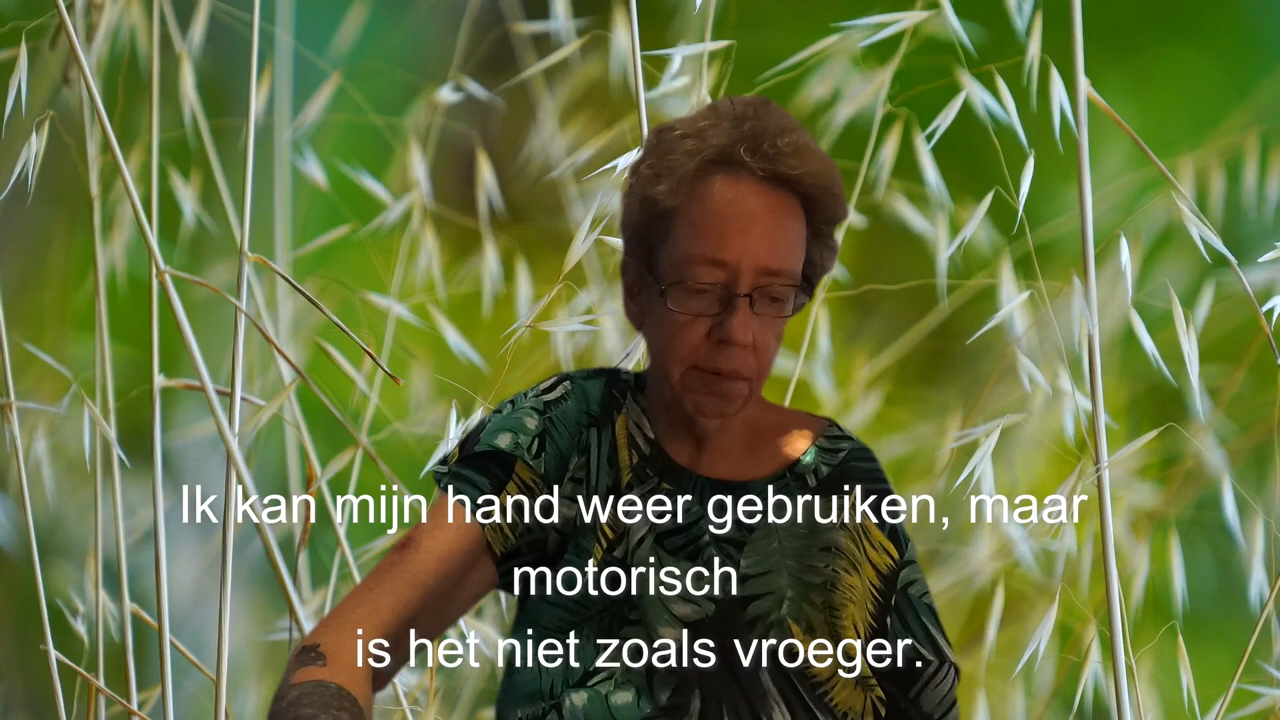 Ik kan mijn hand weer gebruiken, maar
motorisch
is het niet zoals vroeger.